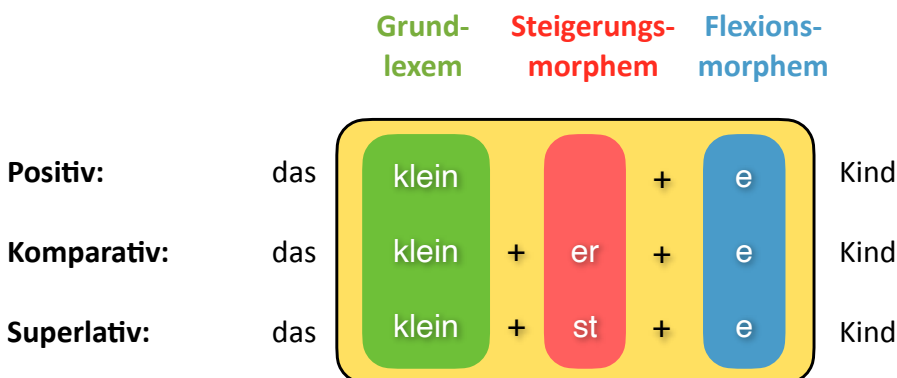 Grund- Steigerungs- Flexions-
lexem morphem morphem
Positiv: das klein + e Kind
Komparativ: das klein + er + e Kind
Superlativ: das klein + st + e Kind